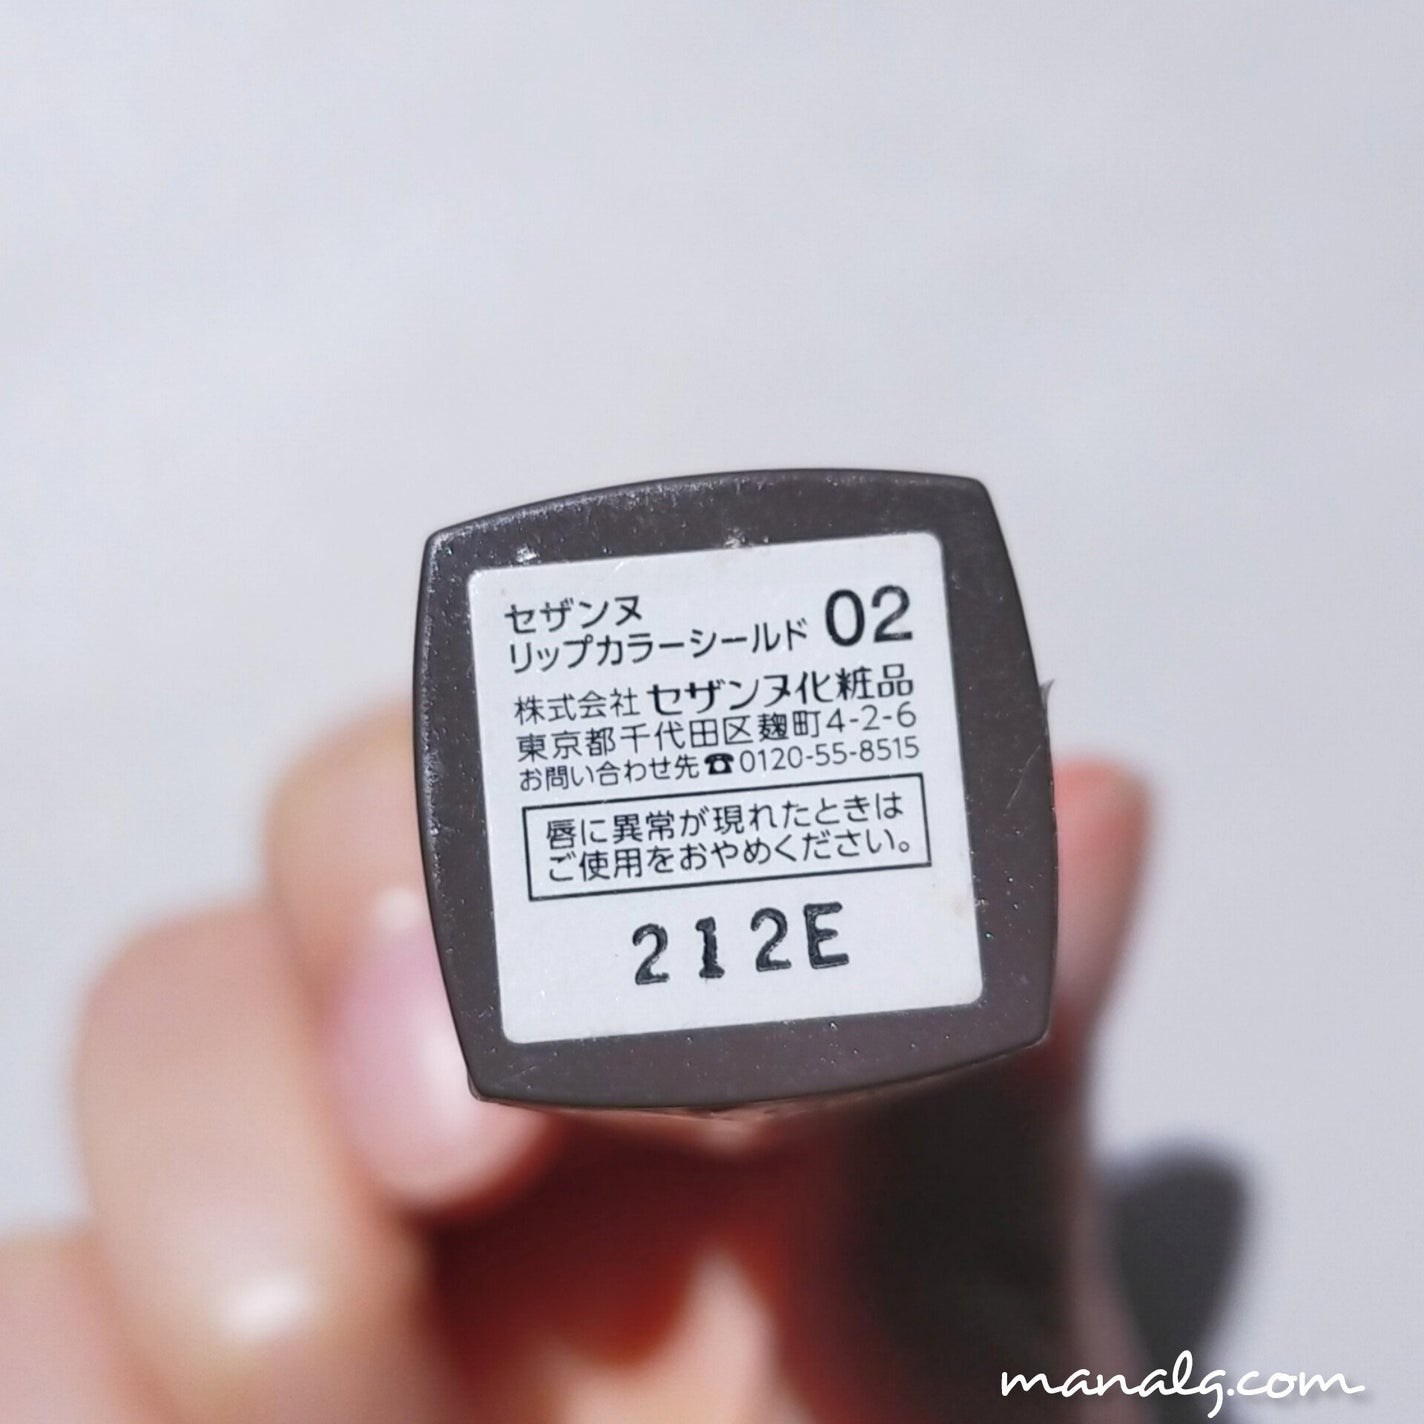 セザンヌ
リップカラーシールド 02
株式会社 セザンヌ化粧品
東京都千代田区麹町4-2-6
お問い合わせ先☎0120-55-8515
唇に異常が現れたときは
ご使用をおやめください。
212E
manalg.com